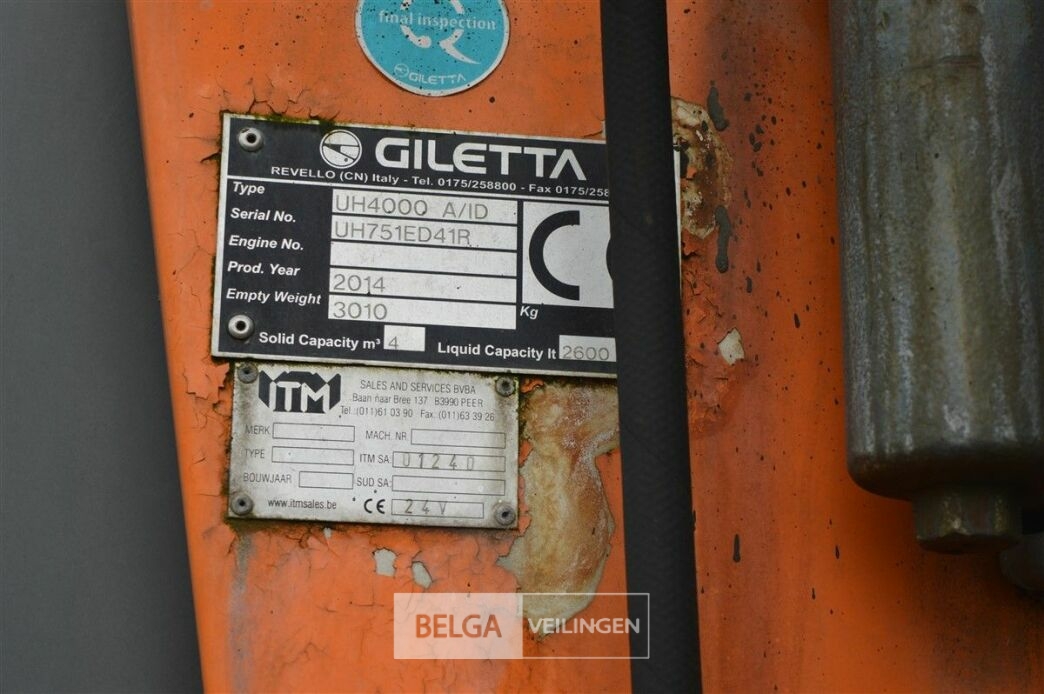 final inspection
GILETTA
GILETTA
REVELLO (CN) Italy - Tel. 0175/258800 - Fax 0175/258
Type UH4000 A/ID
Serial No. UH751ED41R
Engine No.
Prod. Year 2014
Empty Weight 3010 Kg
Solid Capacity m³ 4 Liquid Capacity lt 2600
CE
ITM SALES AND SERVICES BVBA
Baan naar Bree 137 B3990 PEER
Tel.:(011)61 03 90 Fax.:(011)63 39 26
MERK MACH. NR.
TYPE ITM SA: 01240
BOUWJAAR SUD SA:
www.itmsales.be CE 24V
BELGA VEILINGEN